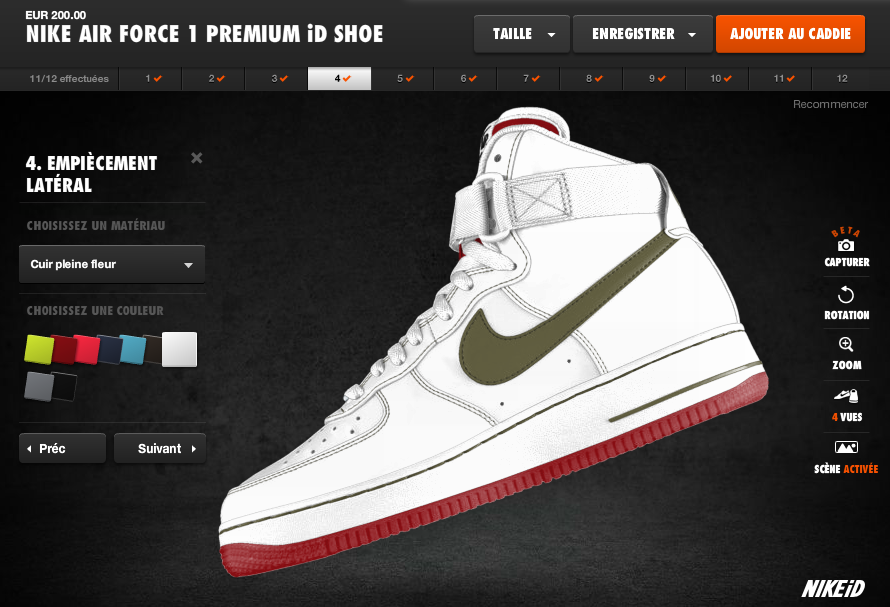 EUR 200.00
NIKE AIR FORCE 1 PREMIUM iD SHOE
TAILLE
ENREGISTRER
AJOUTER AU CADDIE
11/12 effectuées 1 2 3 4 5 6 7 8 9 10 11 12
Recommencer
4. EMPIÈCEMENT
LATÉRAL
CHOISISSEZ UN MATÉRIAU
Cuir pleine fleur
CHOISISSEZ UNE COULEUR
Préc
Suivant
BETA
CAPTURER
ROTATION
ZOOM
4 VUES
SCÈNE ACTIVÉE
NIKEiD